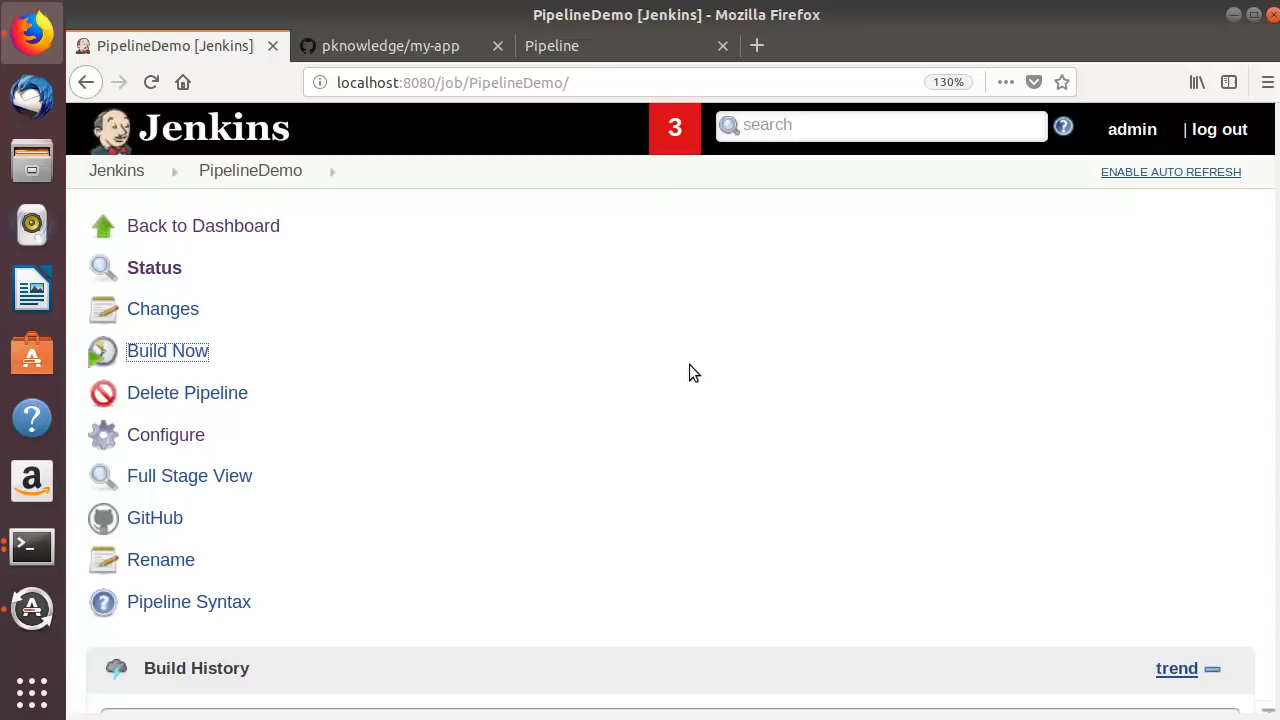 PipelineDemo [Jenkins] - Mozilla Firefox
PipelineDemo [Jenkins]
pknowledge/my-app
Pipeline
localhost:8080/job/PipelineDemo/
130%
Jenkins
3
search
admin
| log out
Jenkins
PipelineDemo
ENABLE AUTO REFRESH
Back to Dashboard
Status
Changes
Build Now
Delete Pipeline
Configure
Full Stage View
GitHub
Rename
Pipeline Syntax
Build History
trend